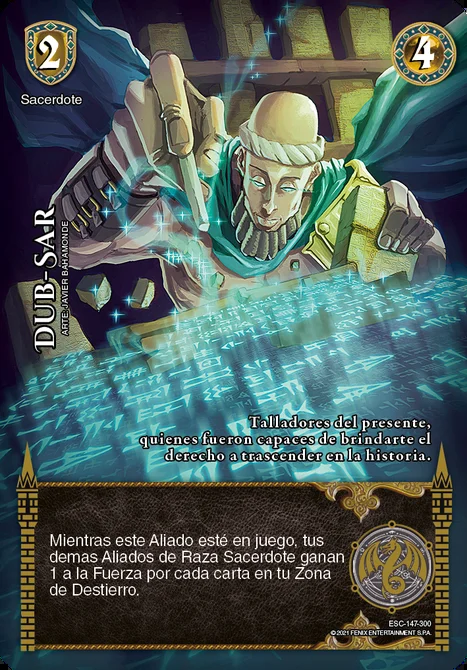 2
4
Sacerdote
DUB-SAR
ARTE: JAVIER BAHAMONDE
Talladores del presente,
quienes fueron capaces de brindarte el
derecho a trascender en la historia.
Mientras este Aliado esté en juego, tus
demas Aliados de Raza Sacerdote ganan
1 a la Fuerza por cada carta en tu Zona
de Destierro.
ESC-147-300
©2021 FENIX ENTERTAINMENT S.P.A.